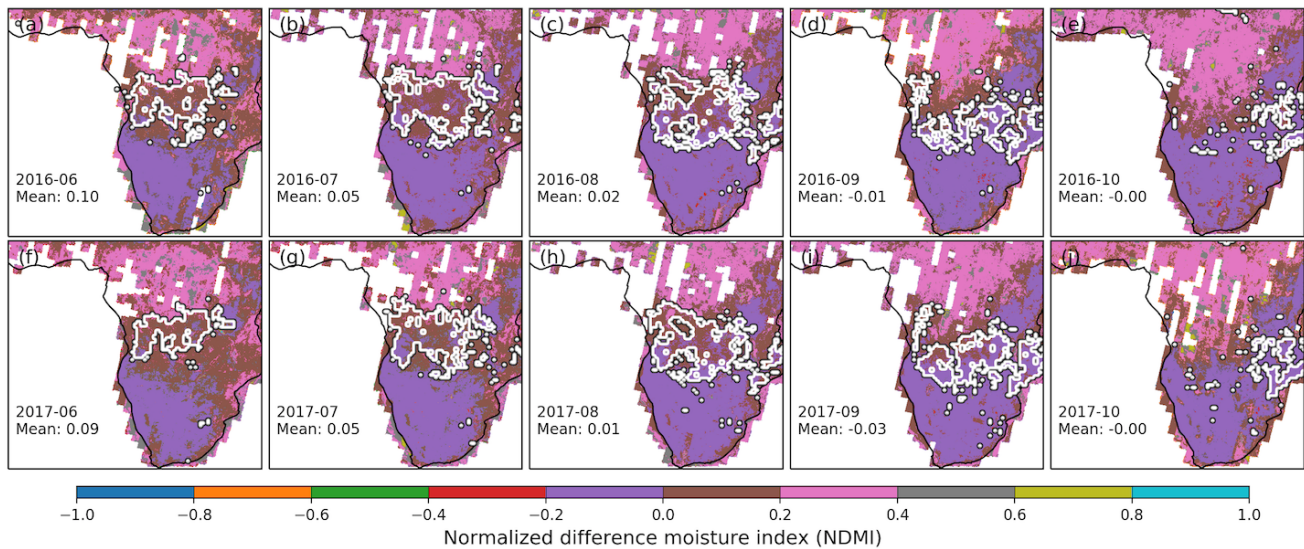 (a) (b) (c) (d) (e)
2016-06 2016-07 2016-08 2016-09 2016-10
Mean: 0.10 Mean: 0.05 Mean: 0.02 Mean: -0.01 Mean: -0.00
(f) (g) (h) (i) (j)
2017-06 2017-07 2017-08 2017-09 2017-10
Mean: 0.09 Mean: 0.05 Mean: 0.01 Mean: -0.03 Mean: -0.00
−1.0 −0.8 −0.6 −0.4 −0.2 0.0 0.2 0.4 0.6 0.8 1.0
Normalized difference moisture index (NDMI)